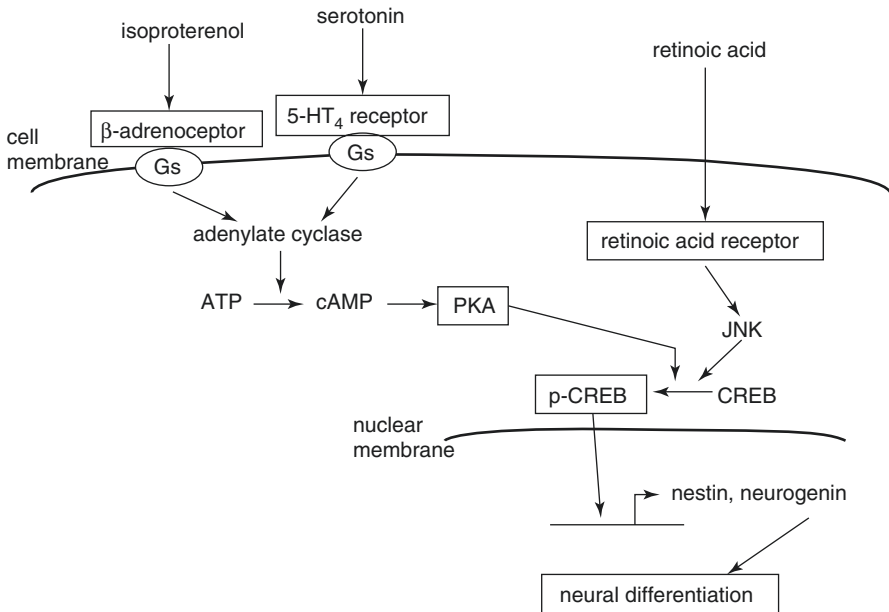 isoproterenol
serotonin
retinoic acid
β-adrenoceptor
5-HT₄ receptor
cell
membrane
Gs
Gs
adenylate cyclase
retinoic acid receptor
ATP
cAMP
PKA
JNK
p-CREB
CREB
nuclear
membrane
nestin, neurogenin
neural differentiation